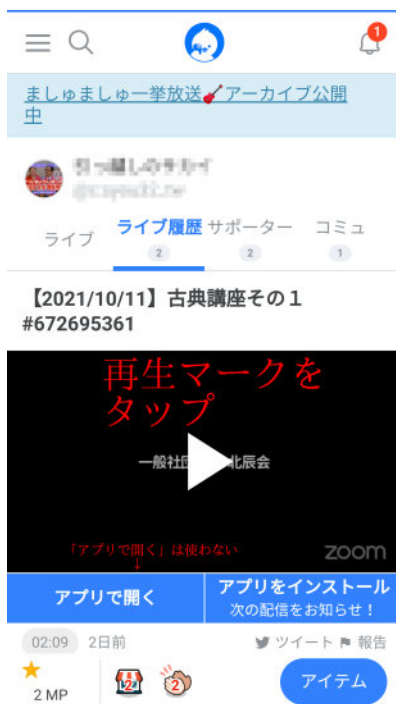 1
ましゅましゅ一挙放送🎸アーカイブ公開
中
ライブ
ライブ履歴
2
サポーター
2
コミュ
1
【2021/10/11】古典講座その１
#672695361
再生マークを
タップ
一般社団
北辰会
「アプリで開く」は使わない
↓
zoom
アプリで開く
アプリをインストール
次の配信をお知らせ！
02:09 2日前
ツイート 報告
2 MP
2
2
アイテム